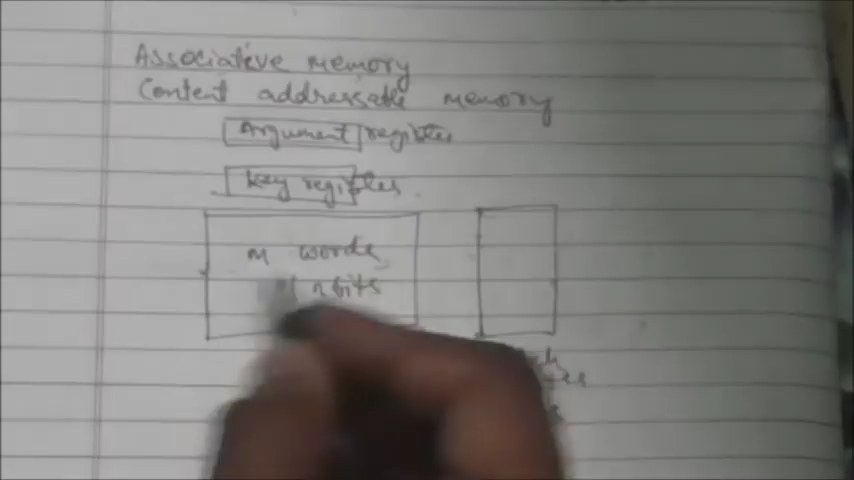 Associative memory
Content addressable memory
Argument register
key register
m words
n bits